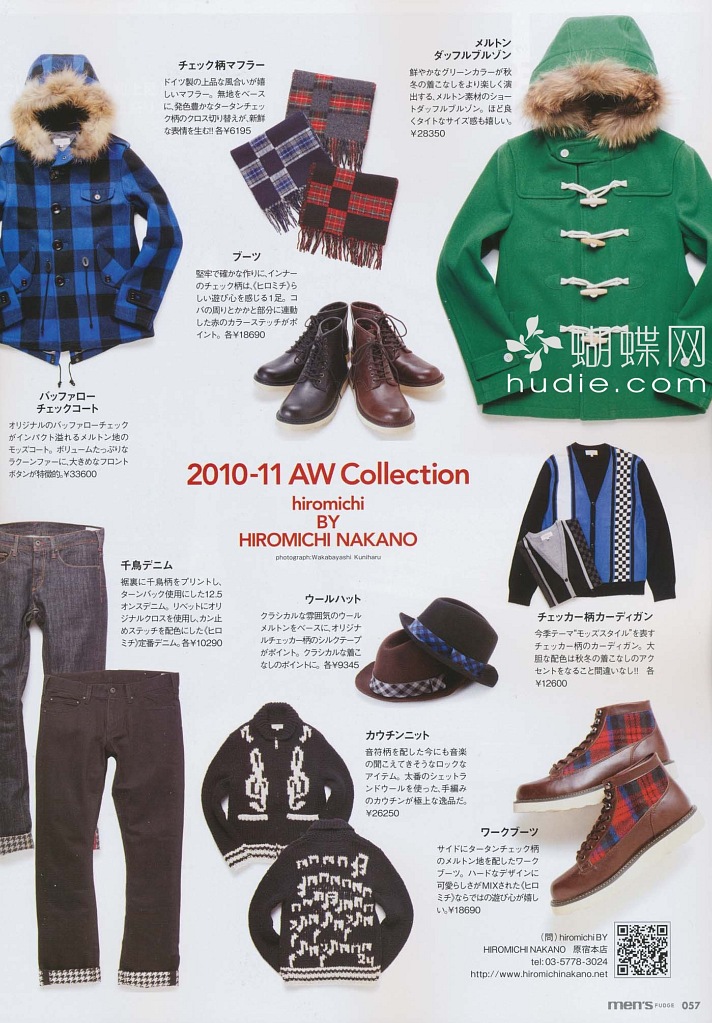 チェック柄マフラー
ドイツ製の上品な風合いが嬉
しいマフラー。無地をベース
に、発色豊かなタータンチェッ
ク柄のクロス切り替えが、新鮮
な表情を生む!! 各¥6195
メルトン
ダッフルブルゾン
鮮やかなグリーンカラーが秋
冬の着こなしをより楽しく演
出する、メルトン素材のショー
トダッフルブルゾン。ほど良
くタイトなサイズ感も嬉しい。
¥28350
ブーツ
堅牢で確かな作りに、インナー
のチェック柄は、《ヒロミチ》ら
しい遊び心を感じる1足。コ
バの周りとかかと部分に連動
した赤のカラーステッチがポ
イント。各¥18690
蝴蝶网
hudie.com
バッファロー
チェックコート
オリジナルのバッファローチェック
がインパクト溢れるメルトン地の
モッズコート。ボリュームたっぷりな
ラクーンファーに、大きめなフロント
ボタンが特徴的。¥33600
2010-11 AW Collection
hiromichi
BY
HIROMICHI NAKANO
photograph:Wakabayashi Kuniharu
千鳥デニム
裾裏に千鳥柄をプリントし、
ターンバック使用にした12.5
オンスデニム。リベットにオリ
ジナルクロスを使用し、カン止
めステッチを配色にした《ヒロ
ミチ》定番デニム。各¥10290
ウールハット
クラシカルな雰囲気のウール
メルトンをベースに、オリジナ
ルチェッカー柄のシルクテープ
がポイント。クラシカルな着こ
なしのポイントに。各¥9345
チェッカー柄カーディガン
今季テーマ"モッズスタイル"を表す
チェッカー柄のカーディガン。大
胆な配色は秋冬の着こなしのア
クセントをなること間違いなし!! 各
¥12600
カウチンニット
音符柄を配した今にも音楽
の聞こえてきそうなロックな
アイテム。太番のシェットラ
ンドウールを使った、手編み
のカウチンが極上な逸品だ。
¥26250
ワークブーツ
サイドにタータンチェック柄
のメルトン地を配したワーク
ブーツ。ハードなデザインに
可愛らしさがMIXされた《ヒロ
ミチ》ならではの遊び心が嬉し
い。¥18690
(問) hiromichi BY
HIROMICHI NAKANO 原宿本店
tel: 03-5778-3024
http://www.hiromichinakano.net
men's FUDGE 057